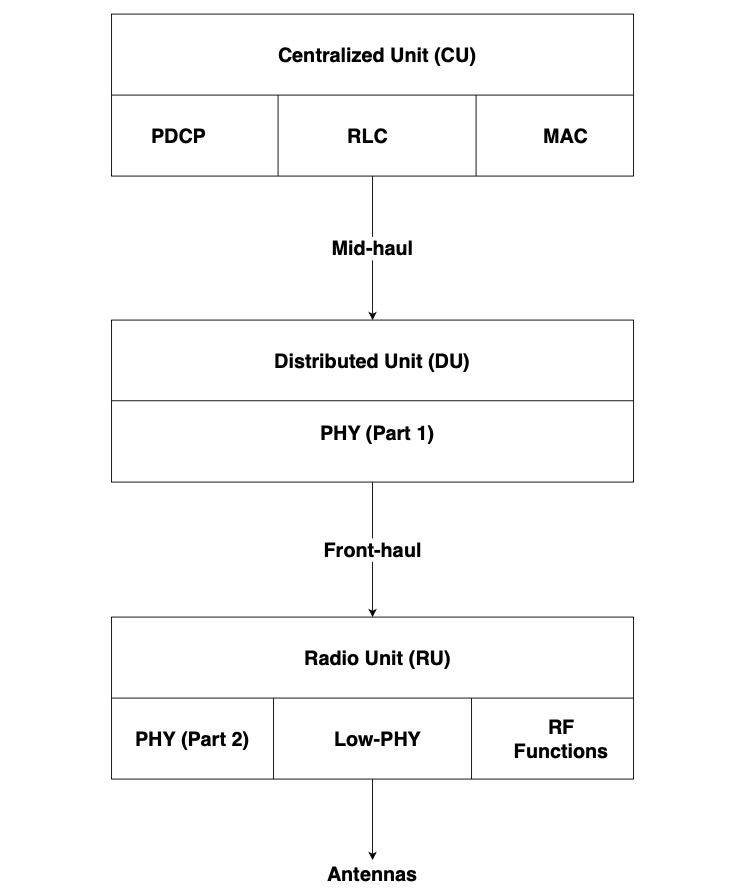 Centralized Unit (CU)
PDCP
RLC
MAC
Mid-haul
Distributed Unit (DU)
PHY (Part 1)
Front-haul
Radio Unit (RU)
PHY (Part 2)
Low-PHY
RF
Functions
Antennas